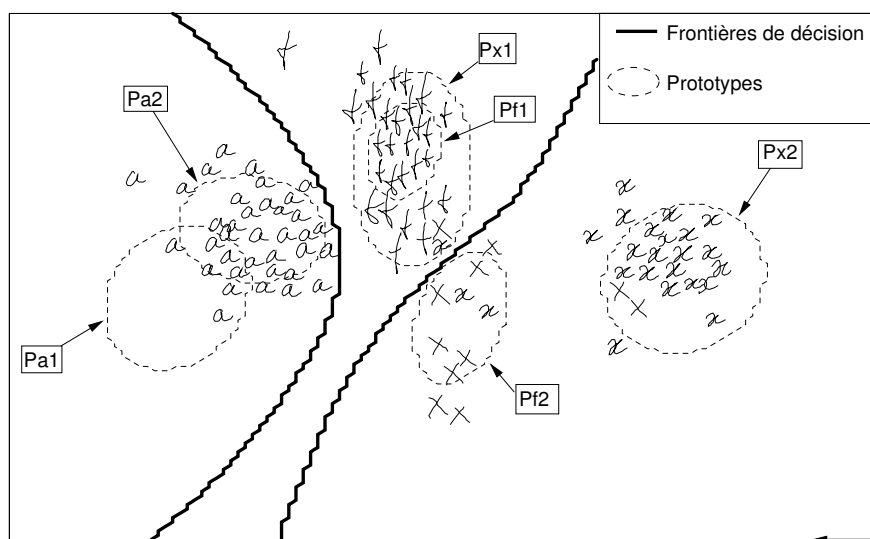 Px1
Frontières de décision
Prototypes
Pa2
Pf1
Px2
Pa1
Pf2